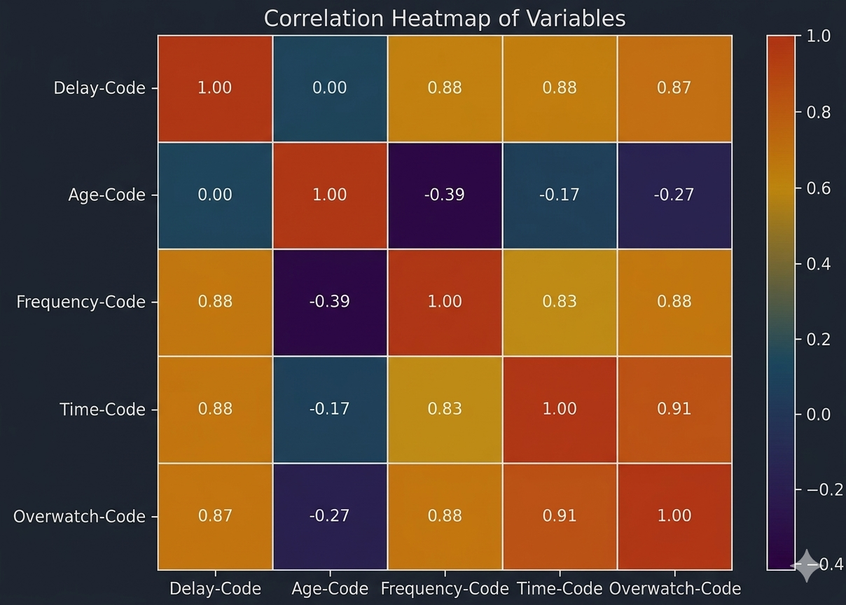 Correlation Heatmap of Variables
Delay-Code 1.00 0.00 0.88 0.88 0.87
Age-Code 0.00 1.00 -0.39 -0.17 -0.27
Frequency-Code 0.88 -0.39 1.00 0.83 0.88
Time-Code 0.88 -0.17 0.83 1.00 0.91
Overwatch-Code 0.87 -0.27 0.88 0.91 1.00
Delay-Code Age-Code Frequency-Code Time-Code Overwatch-Code
1.0
0.8
0.6
0.4
0.2
0.0
−0.2
−0.4